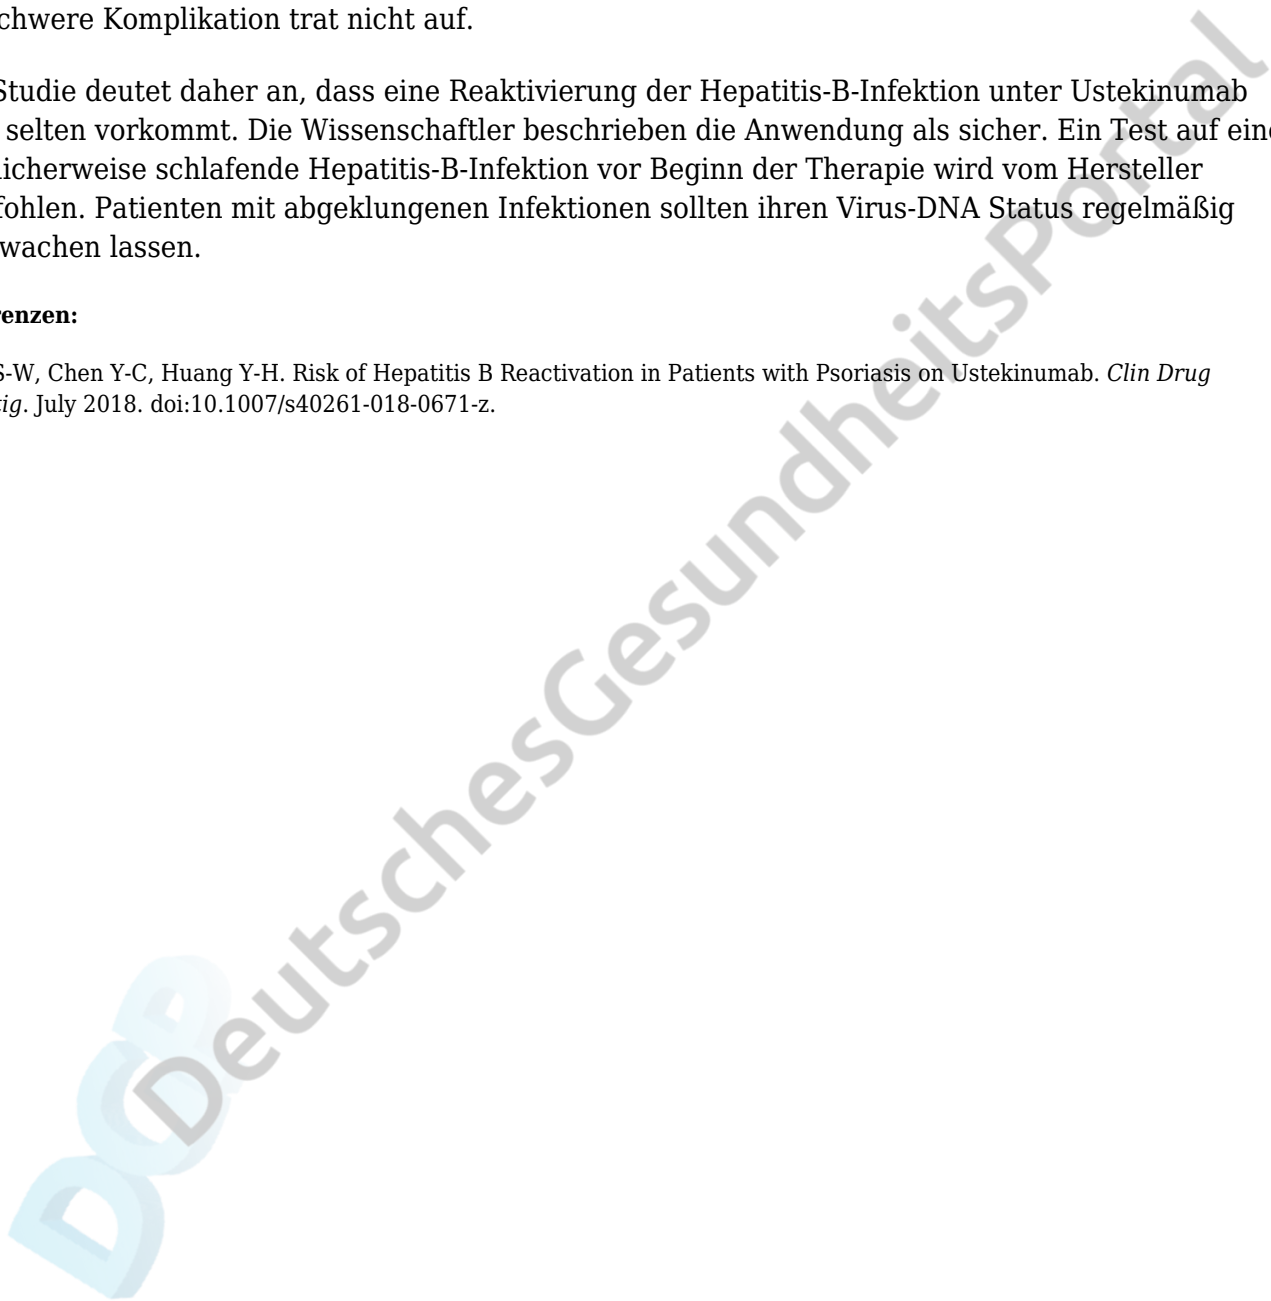 chwere Komplikation trat nicht auf.
Studie deutet daher an, dass eine Reaktivierung der Hepatitis-B-Infektion unter Ustekinumab
selten vorkommt. Die Wissenschaftler beschrieben die Anwendung als sicher. Ein Test auf eine
licherweise schlafende Hepatitis-B-Infektion vor Beginn der Therapie wird vom Hersteller
fohlen. Patienten mit abgeklungenen Infektionen sollten ihren Virus-DNA Status regelmäßig
wachen lassen.
renzen:
S-W, Chen Y-C, Huang Y-H. Risk of Hepatitis B Reactivation in Patients with Psoriasis on Ustekinumab. Clin Drug
tig. July 2018. doi:10.1007/s40261-018-0671-z.
DeutschesGesundheitsPortal
DGP